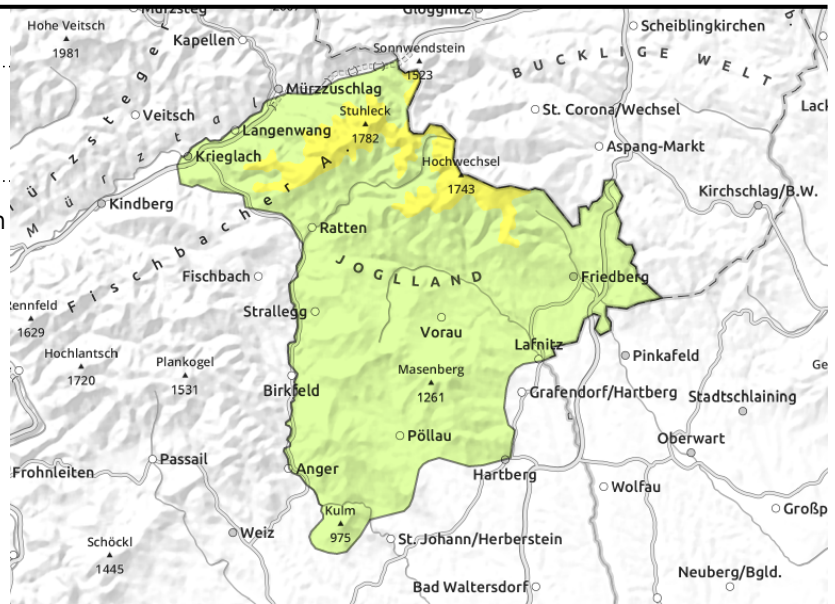 Mürzsteg
Gloggnitz
Hohe Veitsch
1981
Kapellen
Scheiblingkirchen
Sonnwendstein
1523
BUCKLIGE WELT
Mürzzuschlag
Veitsch
Stuhleck
1782
St. Corona/Wechsel
Langenwang
Aspang-Markt
Krieglach
Hochwechsel
1743
Kirchschlag/B.W.
Kindberg
Mürztal
Fischbacher A.
Ratten
Fischbach
JOGLLAND
Friedberg
Strallegg
Vorau
Rennfeld
1629
Lafnitz
Hochlantsch
1720
Plankogel
1531
Pinkafeld
Masenberg
1261
Birkfeld
Grafendorf/Hartberg
Stadtschlaining
Pöllau
Oberwart
Frohnleiten
Passail
Anger
Hartberg
Wolfau
Kulm
975
Weiz
St. Johann/Herberstein
Schöckl
1445
Bad Waltersdorf
Neuberg/Bgld.